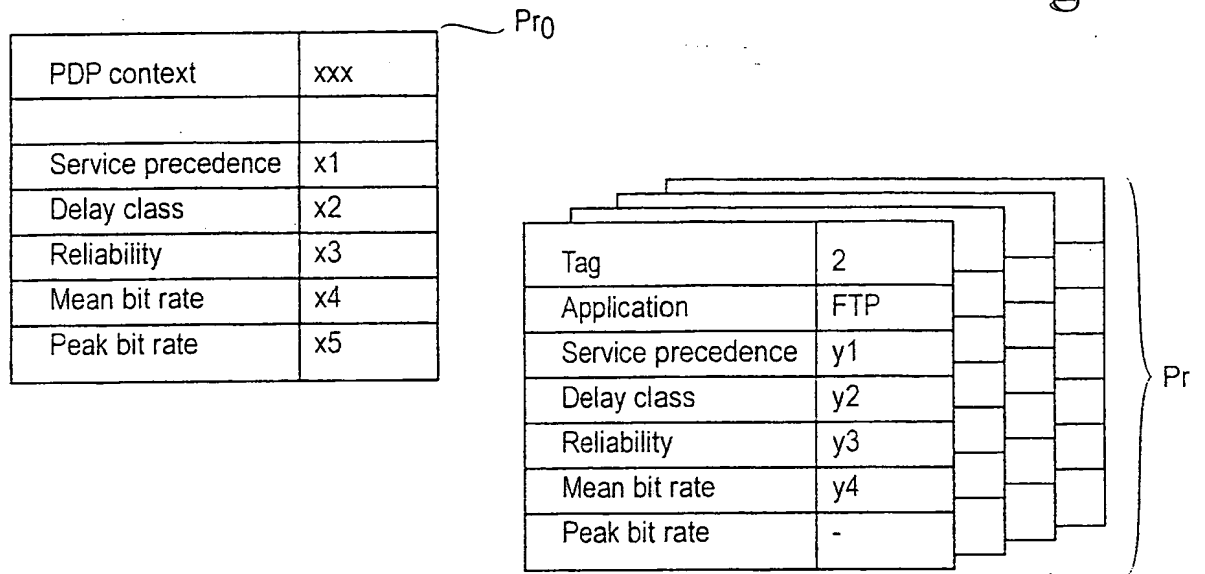 Pr0
PDP context xxx
Service precedence x1
Delay class x2
Reliability x3
Mean bit rate x4
Peak bit rate x5
Tag 2
Application FTP
Service precedence y1
Delay class y2
Reliability y3
Mean bit rate y4
Peak bit rate -
Pr